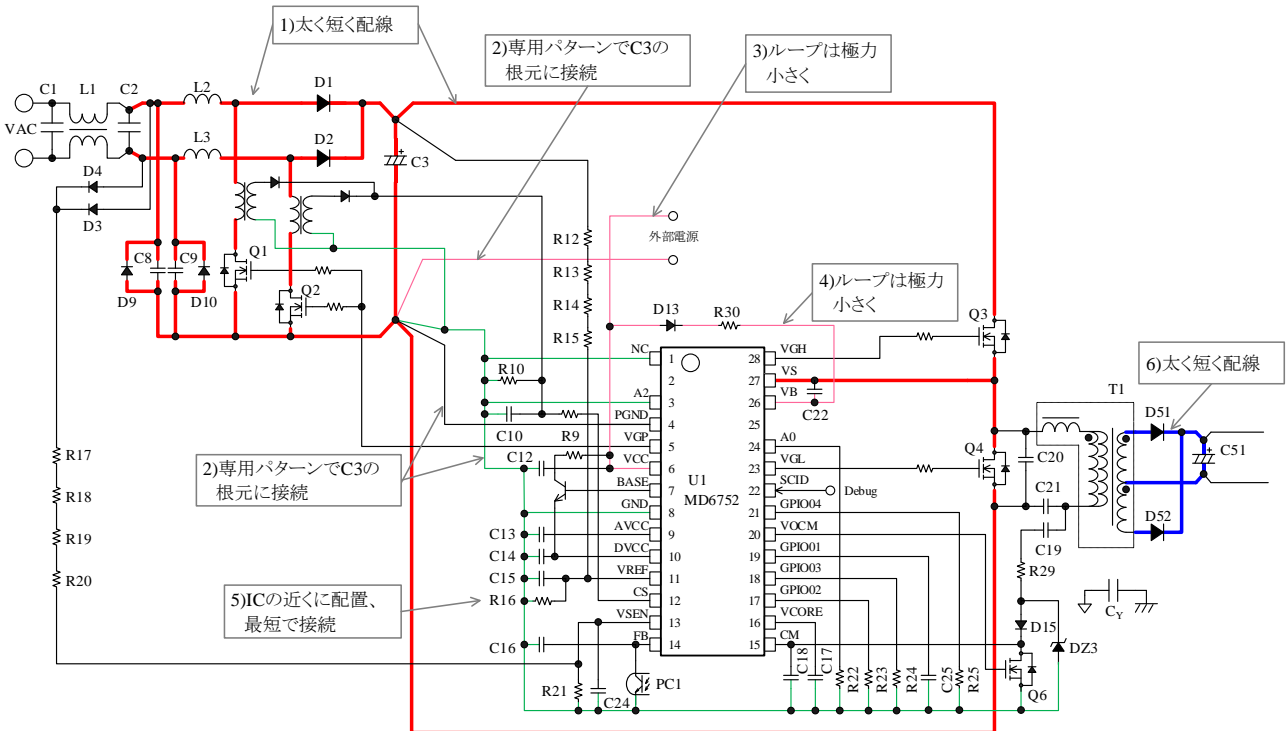 1)太く短く配線
2)専用パターンでC3の
根元に接続
3)ループは極力
小さく
C1
L1
C2
L2
D1
VAC
L3
D2
C3
D4
D3
R12
外部電源
R13
C8
C9
Q1
D9
D10
Q2
R14
R15
4)ループは極力
小さく
D13
R30
Q3
NC
1
28
VGH
2
27
VS
R10
A2
3
26
VB
C22
6)太く短く配線
PGND
4
25
T1
D51
C10
R9
VGP
5
24
A0
Q4
C20
C51
C12
VCC
6
23
VGL
U1
MD6752
R17
2)専用パターンでC3の
根元に接続
BASE
7
22
SCID
Debug
C21
R18
GND
8
21
GPIO04
D52
C13
AVCC
9
20
VOCM
C19
R19
C14
DVCC
10
19
GPIO01
R20
C15
VREF
11
18
GPIO03
R29
5)ICの近くに配置、
最短で接続
R16
CS
12
17
GPIO02
CY
VSEN
13
16
VCORE
D15
C16
FB
14
15
CM
DZ3
R21
C24
PC1
C18
C17
R22
R23
R24
C25
R25
Q6